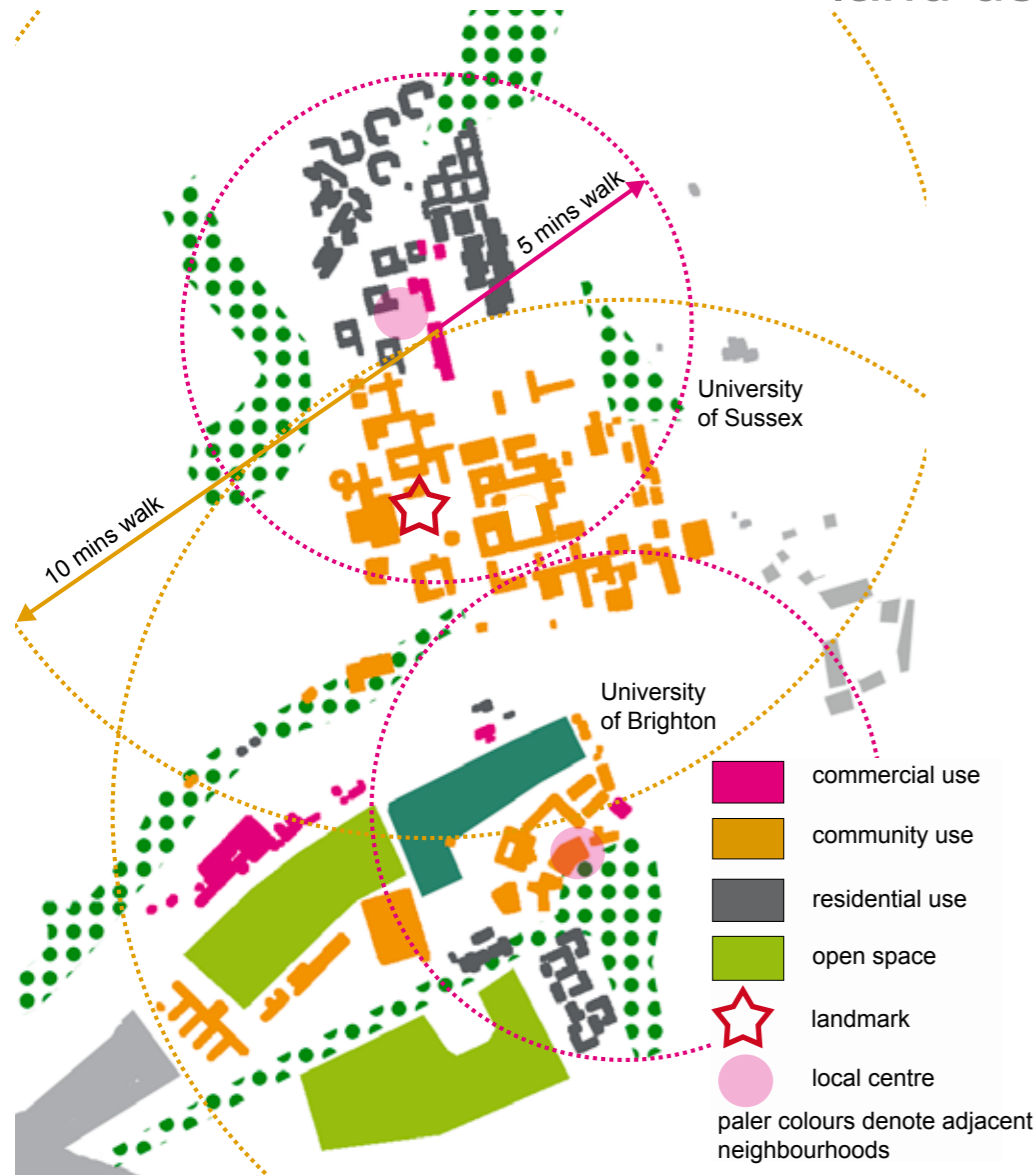 5 mins walk
University
of Sussex
10 mins walk
University
of Brighton
commercial use
community use
residential use
open space
landmark
local centre
paler colours denote adjacent
neighbourhoods